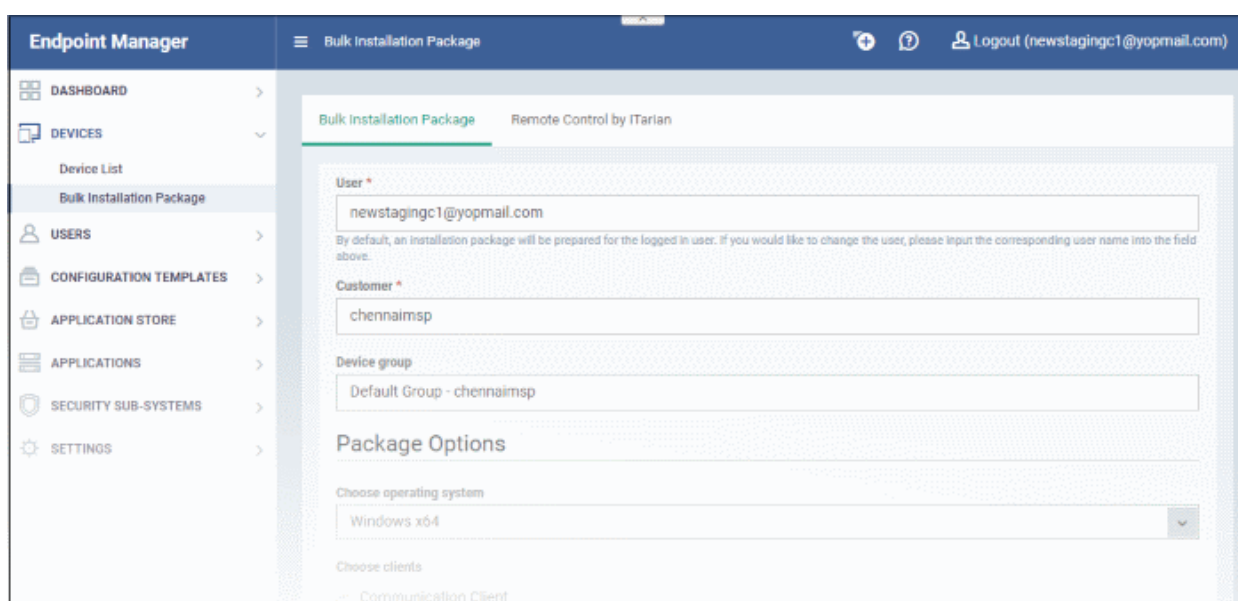 Endpoint Manager
Bulk Installation Package
Logout (newstagingc1@yopmail.com)
DASHBOARD
DEVICES
Device List
Bulk Installation Package
USERS
CONFIGURATION TEMPLATES
APPLICATION STORE
APPLICATIONS
SECURITY SUB-SYSTEMS
SETTINGS
Bulk Installation Package
Remote Control by ITarian
User *
newstagingc1@yopmail.com
By default, an installation package will be prepared for the logged in user. If you would like to change the user, please input the corresponding user name into the field
above.
Customer *
chennaimsp
Device group
Default Group - chennaimsp
Package Options
Choose operating system
Windows x64
Choose clients
Communication Client